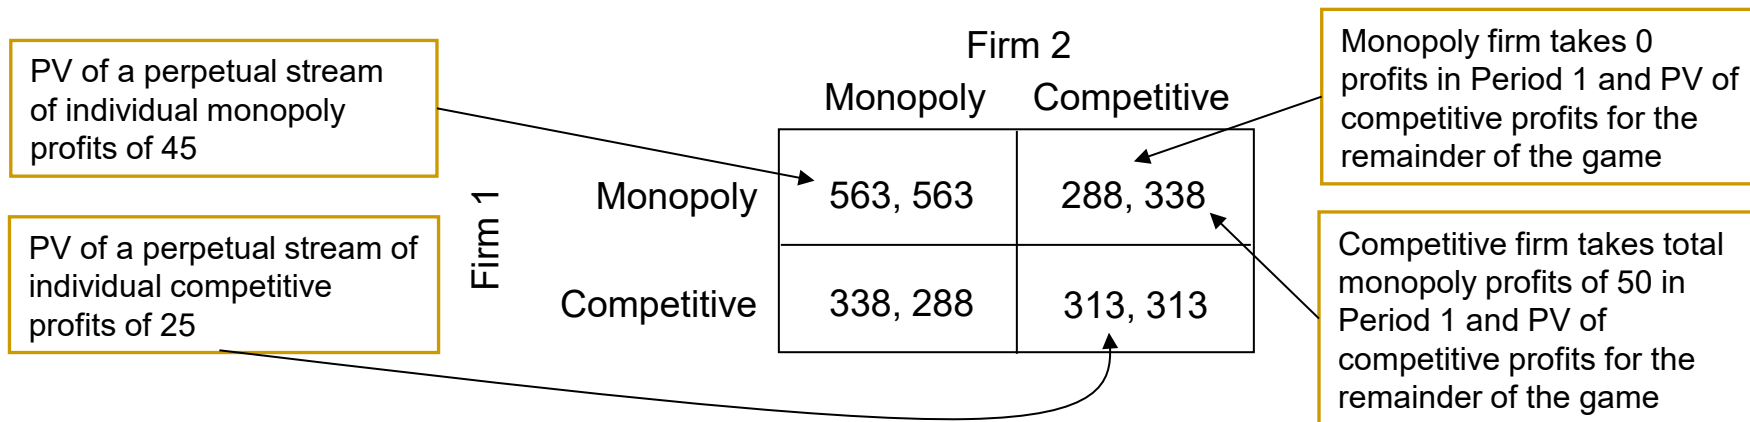 PV of a perpetual stream
of individual monopoly
profits of 45
PV of a perpetual stream of
individual competitive
profits of 25
Firm 2
Monopoly Competitive
Firm 1
Monopoly 563, 563 288, 338
Competitive 338, 288 313, 313
Monopoly firm takes 0
profits in Period 1 and PV of
competitive profits for the
remainder of the game
Competitive firm takes total
monopoly profits of 50 in
Period 1 and PV of
competitive profits for the
remainder of the game